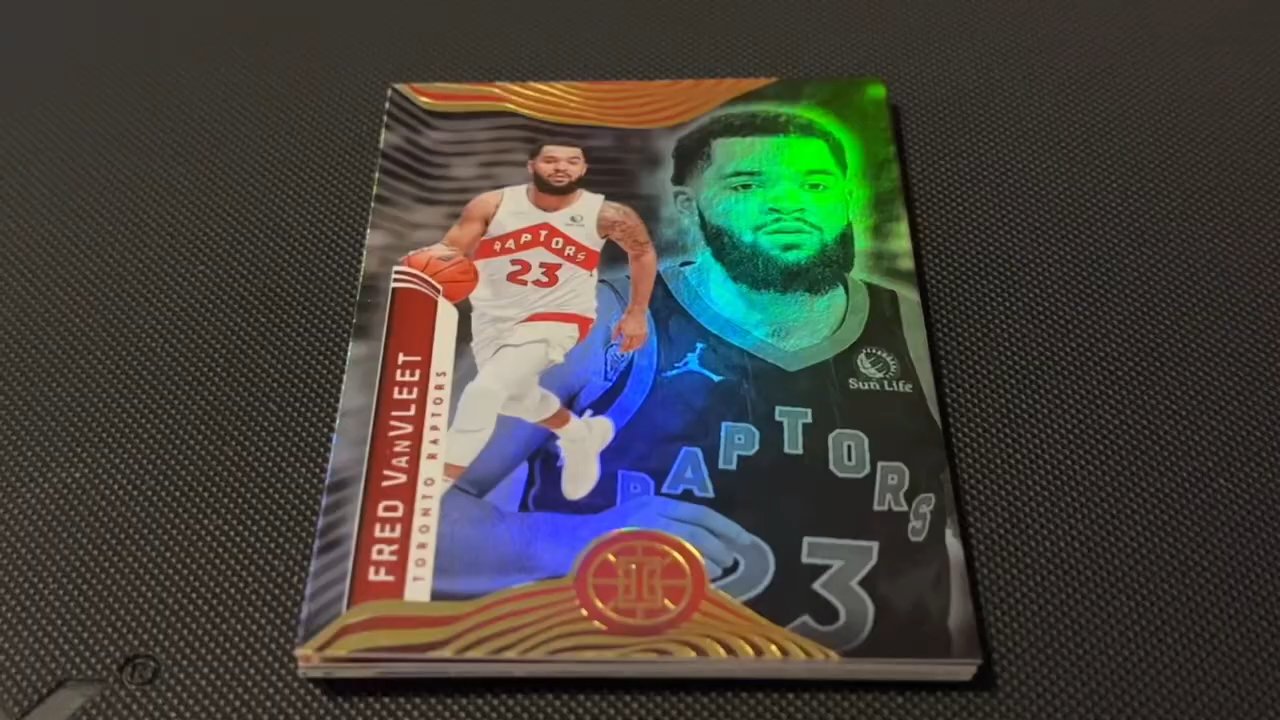 RAPTORS
23
FRED VANVLEET
TORONTO RAPTORS
Sun Life
RAPTORS
23